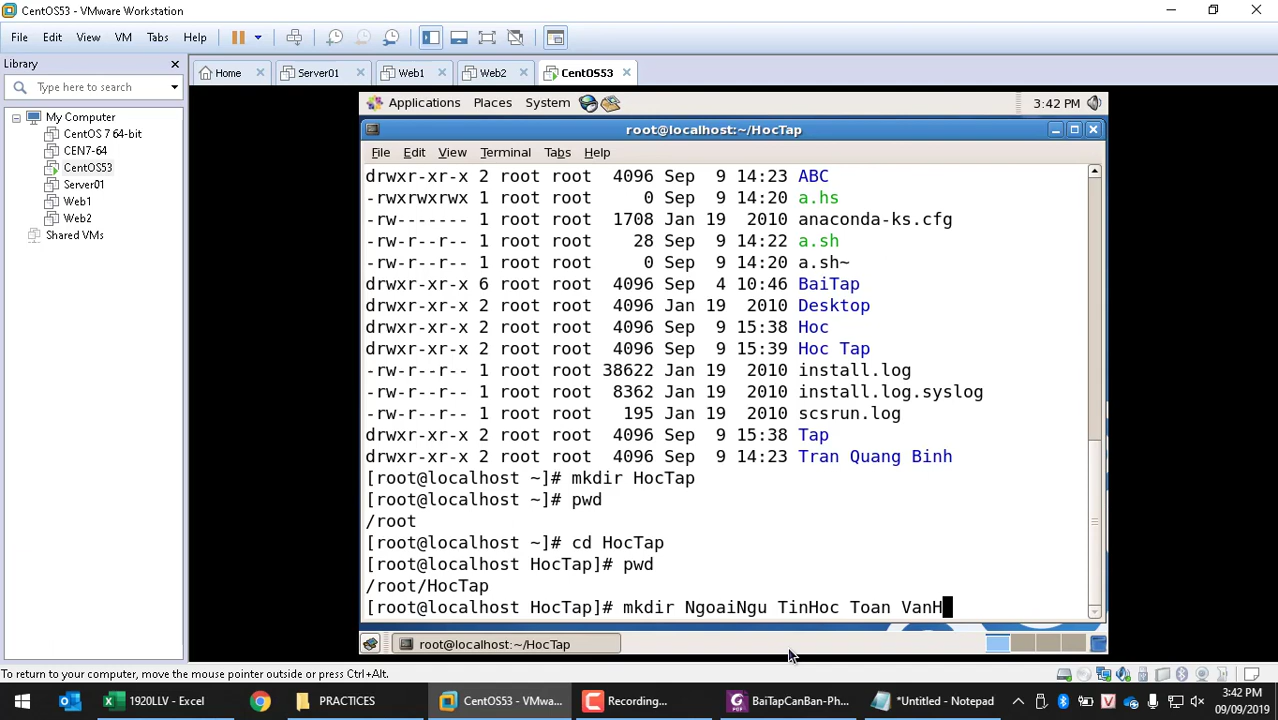 CentOS53 - VMware Workstation
File Edit View VM Tabs Help
Library
Type here to search
Home Server01 Web1 Web2 CentOS53
My Computer
CentOS 7 64-bit
CEN7-64
CentOS53
Server01
Web1
Web2
Shared VMs
Applications Places System 3:42 PM
root@localhost:~/HocTap
File Edit View Terminal Tabs Help
drwxr-xr-x 2 root root 4096 Sep 9 14:23 ABC
-rwxrwxrwx 1 root root 0 Sep 9 14:20 a.hs
-rw------- 1 root root 1708 Jan 19 2010 anaconda-ks.cfg
-rw-r--r-- 1 root root 28 Sep 9 14:22 a.sh
-rw-r--r-- 1 root root 0 Sep 9 14:20 a.sh~
drwxr-xr-x 6 root root 4096 Sep 4 10:46 BaiTap
drwxr-xr-x 2 root root 4096 Jan 19 2010 Desktop
drwxr-xr-x 2 root root 4096 Sep 9 15:38 Hoc
drwxr-xr-x 2 root root 4096 Sep 9 15:39 Hoc Tap
-rw-r--r-- 1 root root 38622 Jan 19 2010 install.log
-rw-r--r-- 1 root root 8362 Jan 19 2010 install.log.syslog
-rw-r--r-- 1 root root 195 Jan 19 2010 scsrun.log
drwxr-xr-x 2 root root 4096 Sep 9 15:38 Tap
drwxr-xr-x 2 root root 4096 Sep 9 14:23 Tran Quang Binh
[root@localhost ~]# mkdir HocTap
[root@localhost ~]# pwd
/root
[root@localhost ~]# cd HocTap
[root@localhost HocTap]# pwd
/root/HocTap
[root@localhost HocTap]# mkdir NgoaiNgu TinHoc Toan VanH
root@localhost:~/HocTap
To return to your computer, move the mouse pointer outside or press Ctrl+Alt.
1920LLV - Excel PRACTICES CentOS53 - VMwa... Recording... BaiTapCanBan-Ph... *Untitled - Notepad V 3:42 PM
09/09/2019